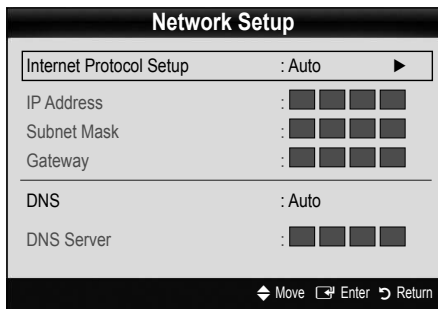 Network Setup
Internet Protocol Setup : Auto ►
IP Address :
Subnet Mask :
Gateway :
DNS : Auto
DNS Server :
Move Enter Return